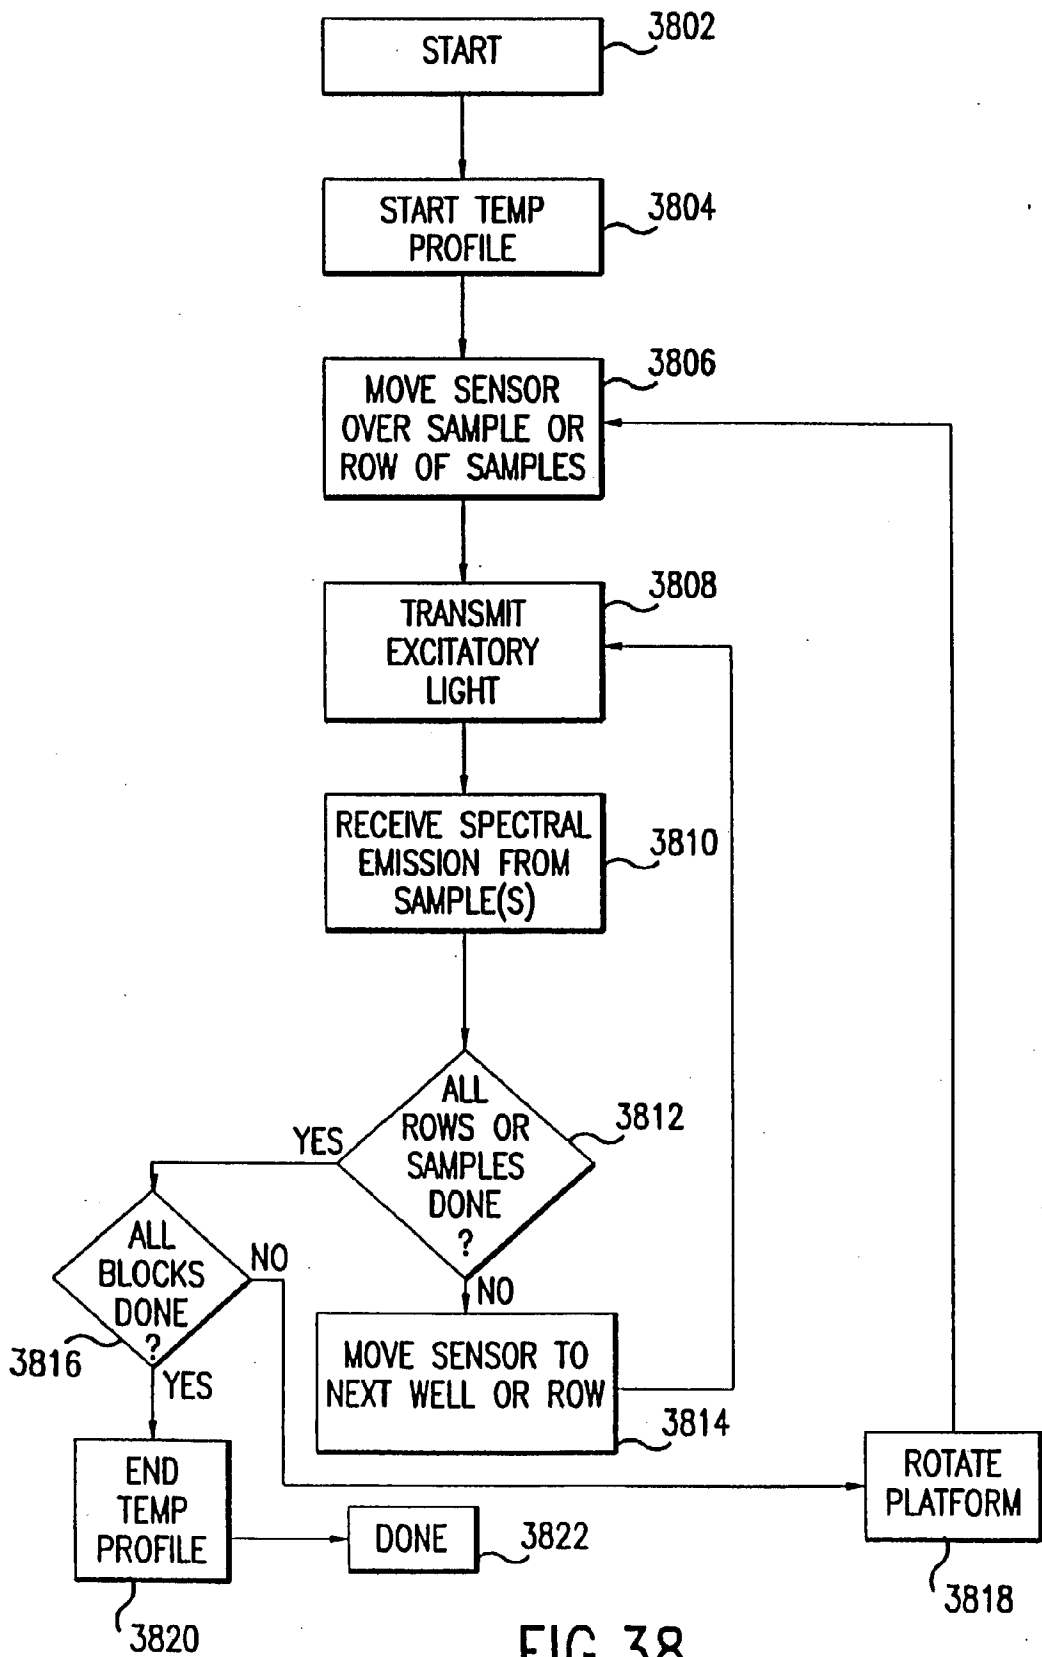 START
3802
START TEMP
PROFILE
3804
MOVE SENSOR
OVER SAMPLE OR
ROW OF SAMPLES
3806
TRANSMIT
EXCITATORY
LIGHT
3808
RECEIVE SPECTRAL
EMISSION FROM
SAMPLE(S)
3810
ALL
ROWS OR
SAMPLES
DONE
?
3812
YES
NO
ALL
BLOCKS
DONE
?
3816
NO
YES
MOVE SENSOR TO
NEXT WELL OR ROW
3814
ROTATE
PLATFORM
3818
END
TEMP
PROFILE
3820
DONE
3822
FIG.38